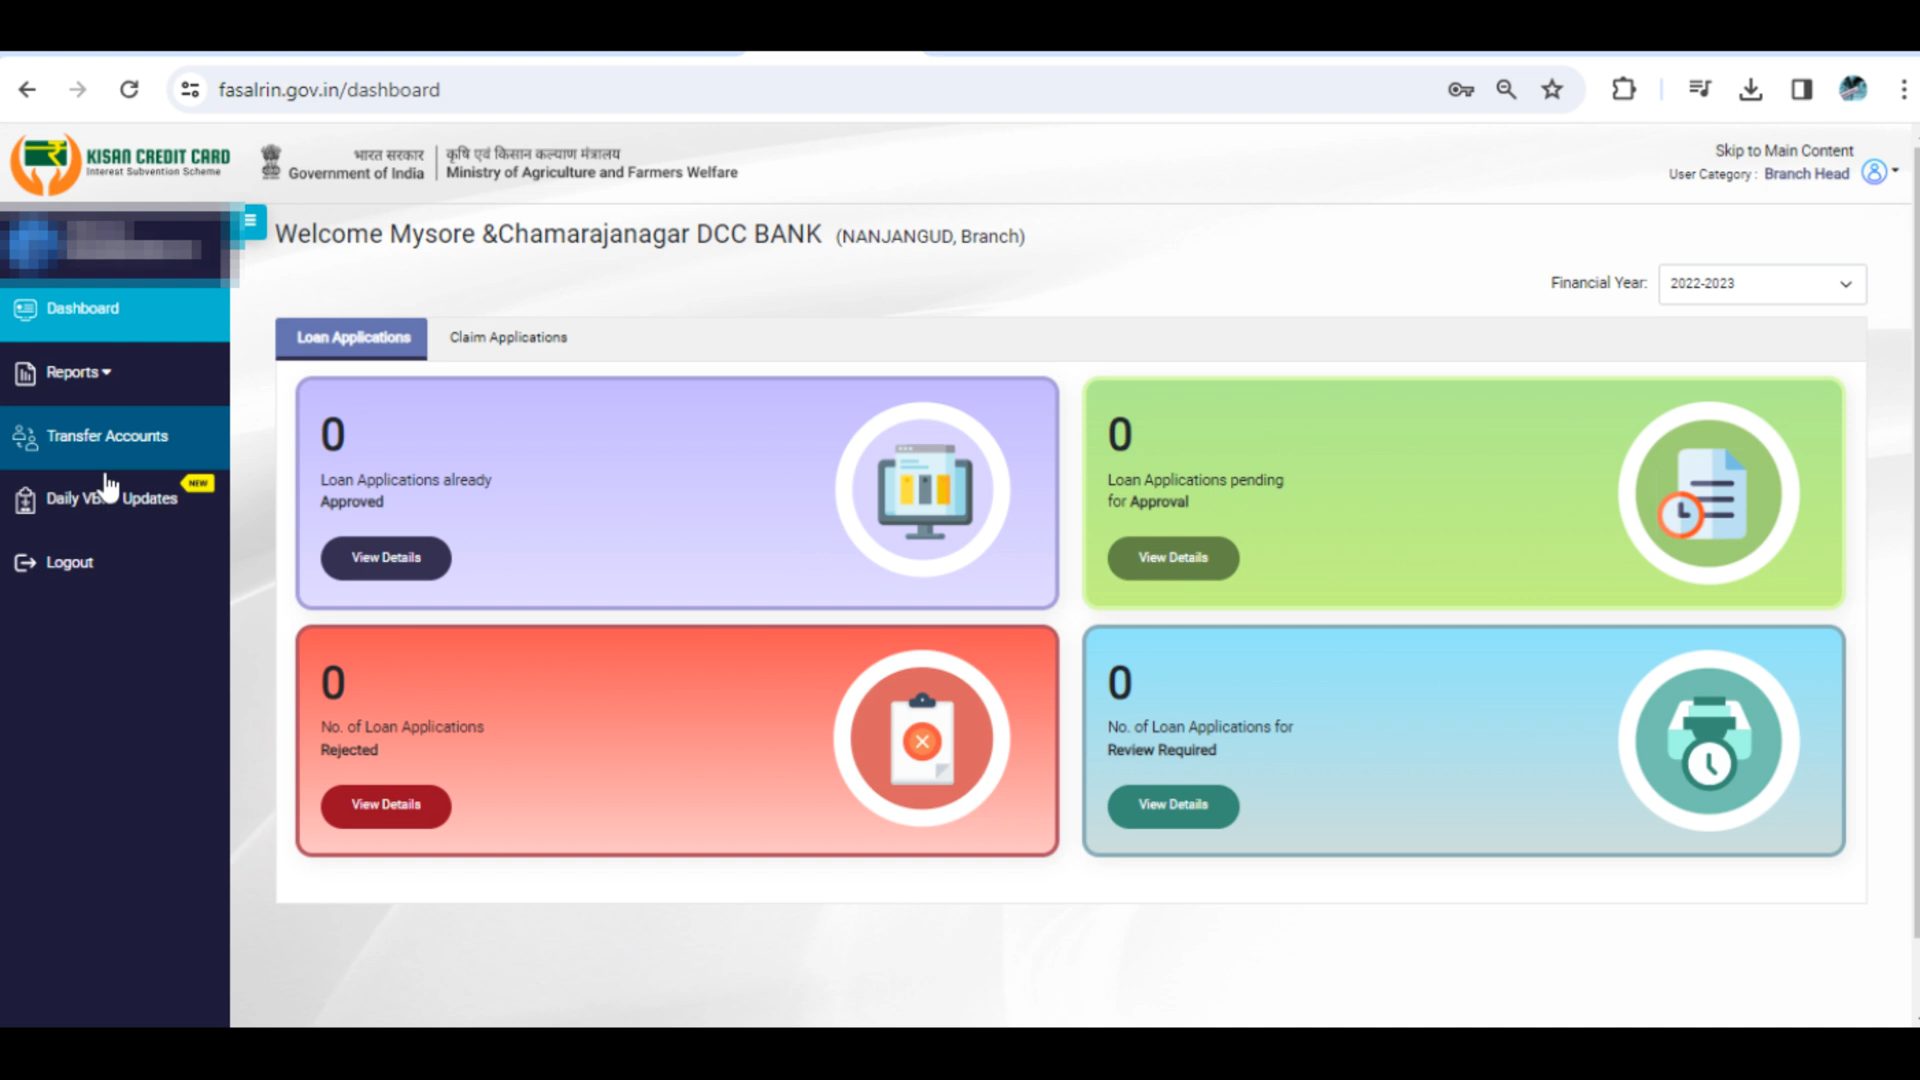 fasalrin.gov.in/dashboard
KISAN CREDIT CARD
Interest Subvention Scheme
भारत सरकार
Government of India
कृषि एवं किसान कल्याण मंत्रालय
Ministry of Agriculture and Farmers Welfare
Skip to Main Content
User Category : Branch Head
Welcome Mysore &Chamarajanagar DCC BANK (NANJANGUD, Branch)
Financial Year: 2022-2023
Dashboard
Reports
Transfer Accounts
Daily Updates
NEW
Logout
Loan Applications Claim Applications
0
Loan Applications already
Approved
View Details
0
Loan Applications pending
for Approval
View Details
0
No. of Loan Applications
Rejected
View Details
0
No. of Loan Applications for
Review Required
View Details